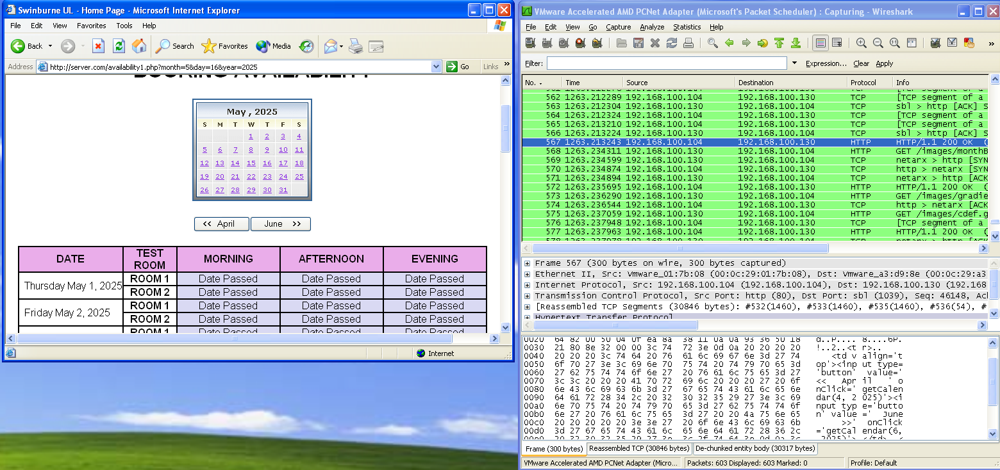 Swinburne UL - Home Page - Microsoft Internet Explorer
File Edit View Favorites Tools Help
Back Search Favorites Media
Address http://server.com/availability1.php?month=5&day=16&year=2025 Go Links »
BOOKING AVAILABILITY
May , 2025
S M T W T F S
1 2 3 4
5 6 7 8 9 10 11
12 13 14 15 16 17 18
19 20 21 22 23 24 25
26 27 28 29 30 31
<< April June >>
DATE TEST ROOM MORNING AFTERNOON EVENING
Thursday May 1, 2025 ROOM 1 Date Passed Date Passed Date Passed
ROOM 2 Date Passed Date Passed Date Passed
Friday May 2, 2025 ROOM 1 Date Passed Date Passed Date Passed
ROOM 2 Date Passed Date Passed Date Passed
ROOM 1 Date Passed Date Passed Date Passed
Internet
VMware Accelerated AMD PCNet Adapter (Microsoft's Packet Scheduler) : Capturing - Wireshark
File Edit View Go Capture Analyze Statistics Help
Filter: Expression... Clear Apply
No. Time Source Destination Protocol Info
562 1263.212289 192.168.100.104 192.168.100.130 TCP [TCP segment of a
563 1263.212304 192.168.100.130 192.168.100.104 TCP sbl > http [ACK] S
564 1263.212324 192.168.100.104 192.168.100.130 TCP [TCP segment of a
565 1263.213210 192.168.100.104 192.168.100.130 TCP [TCP segment of a
566 1263.213224 192.168.100.130 192.168.100.104 TCP sbl > http [ACK] S
567 1263.213243 192.168.100.104 192.168.100.130 HTTP HTTP/1.1 200 OK (
568 1263.234311 192.168.100.130 192.168.100.104 HTTP GET /images/monthB
569 1263.234599 192.168.100.130 192.168.100.104 TCP netarx > http [SYN
570 1263.234874 192.168.100.104 192.168.100.130 TCP http > netarx [SYN
571 1263.234894 192.168.100.130 192.168.100.104 TCP netarx > http [ACK
572 1263.235695 192.168.100.104 192.168.100.130 HTTP HTTP/1.1 200 OK (
573 1263.236290 192.168.100.130 192.168.100.104 HTTP GET /images/gradie
574 1263.236544 192.168.100.104 192.168.100.130 TCP http > netarx [ACK
575 1263.237059 192.168.100.130 192.168.100.104 HTTP GET /images/cdef.g
576 1263.237948 192.168.100.104 192.168.100.130 TCP [TCP segment of a
577 1263.237963 192.168.100.104 192.168.100.130 HTTP HTTP/1.1 200 OK (
Frame 567 (300 bytes on wire, 300 bytes captured)
Ethernet II, Src: Vmware_01:7b:08 (00:0c:29:01:7b:08), Dst: Vmware_a3:d9:8e (00:0c:29:a3
Internet Protocol, Src: 192.168.100.104 (192.168.100.104), Dst: 192.168.100.130 (192.168
Transmission Control Protocol, Src Port: http (80), Dst Port: sbl (1039), Seq: 46148, Acl
[Reassembled TCP Segments (30846 bytes): #532(1460), #533(1460), #535(1460), #536(54), #
Hypertext Transfer Protocol
0020 64 82 00 50 04 0f ea 8a 38 11 0a 0a 93 36 50 18 d..P.... 8....6P.
0030 21 80 8e 32 00 00 3c 74 72 3e 0d 0a 20 20 20 20 !..2..<t r>..
0040 20 20 20 3c 74 64 20 76 61 6c 69 67 6e 3d 27 74 <td v align='t
0050 6f 70 27 3e 3c 69 6e 70 75 74 20 74 79 70 65 3d op'><inp ut type=
0060 27 62 75 74 74 6f 6e 27 20 76 61 6c 75 65 3d 27 'button' value='
0070 3c 3c 20 20 20 41 70 72 69 6c 20 20 20 27 20 6f << Apr il ' o
0080 6e 43 6c 69 63 6b 3d 27 67 65 74 43 61 6c 65 6e nClick=' getCalen
0090 64 61 72 28 34 2c 20 32 30 32 35 29 27 3e 3c 69 dar(4, 2 025)'><i
00a0 6e 70 75 74 20 74 79 70 65 3d 27 62 75 74 74 6f nput typ e='butto
00b0 6e 27 20 76 61 6c 75 65 3d 27 20 20 4a 75 6e 65 n' value =' June
00c0 20 20 20 20 20 3e 3e 27 20 6f 6e 43 6c 69 63 6b >>' onClick
00d0 3d 27 67 65 74 43 61 6c 65 6e 64 61 72 28 36 2c ='getCal endar(6,
Frame (300 bytes) Reassembled TCP (30846 bytes) De-chunked entity body (30317 bytes)
VMware Accelerated AMD PCNet Adapter (Micro... Packets: 603 Displayed: 603 Marked: 0 Profile: Default